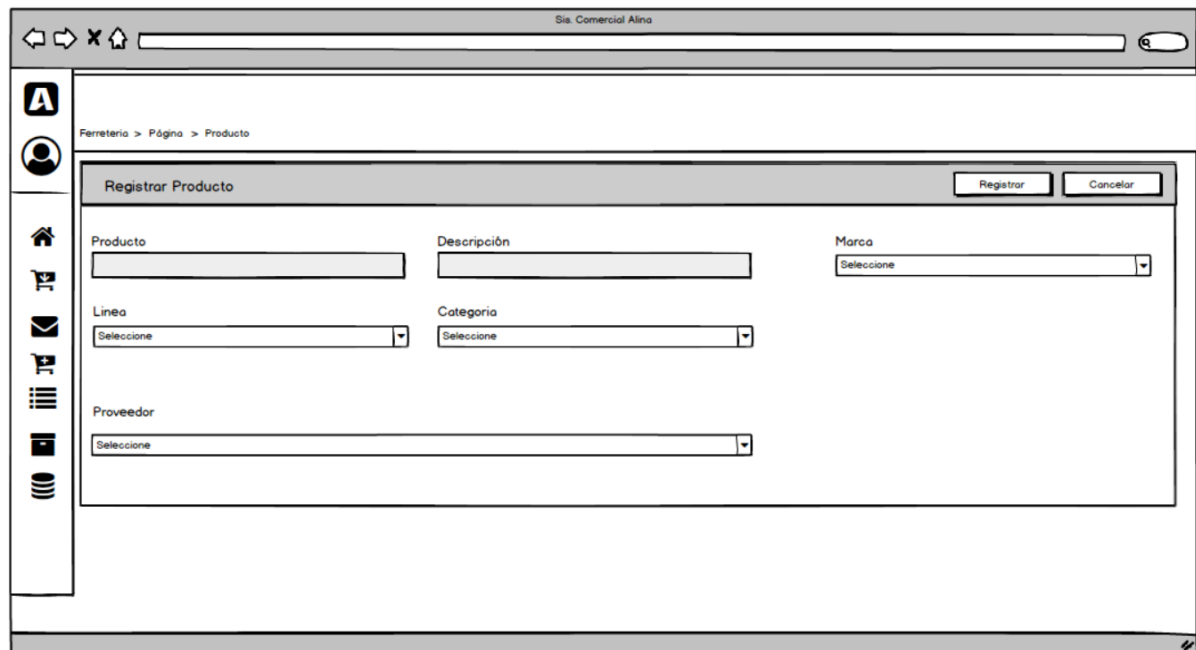 Sis. Comercial Alina
A
Ferreteria > Página > Producto
Registrar Producto
Registrar
Cancelar
Producto
Descripción
Marca
Seleccione
Linea
Categoria
Seleccione
Seleccione
Proveedor
Seleccione